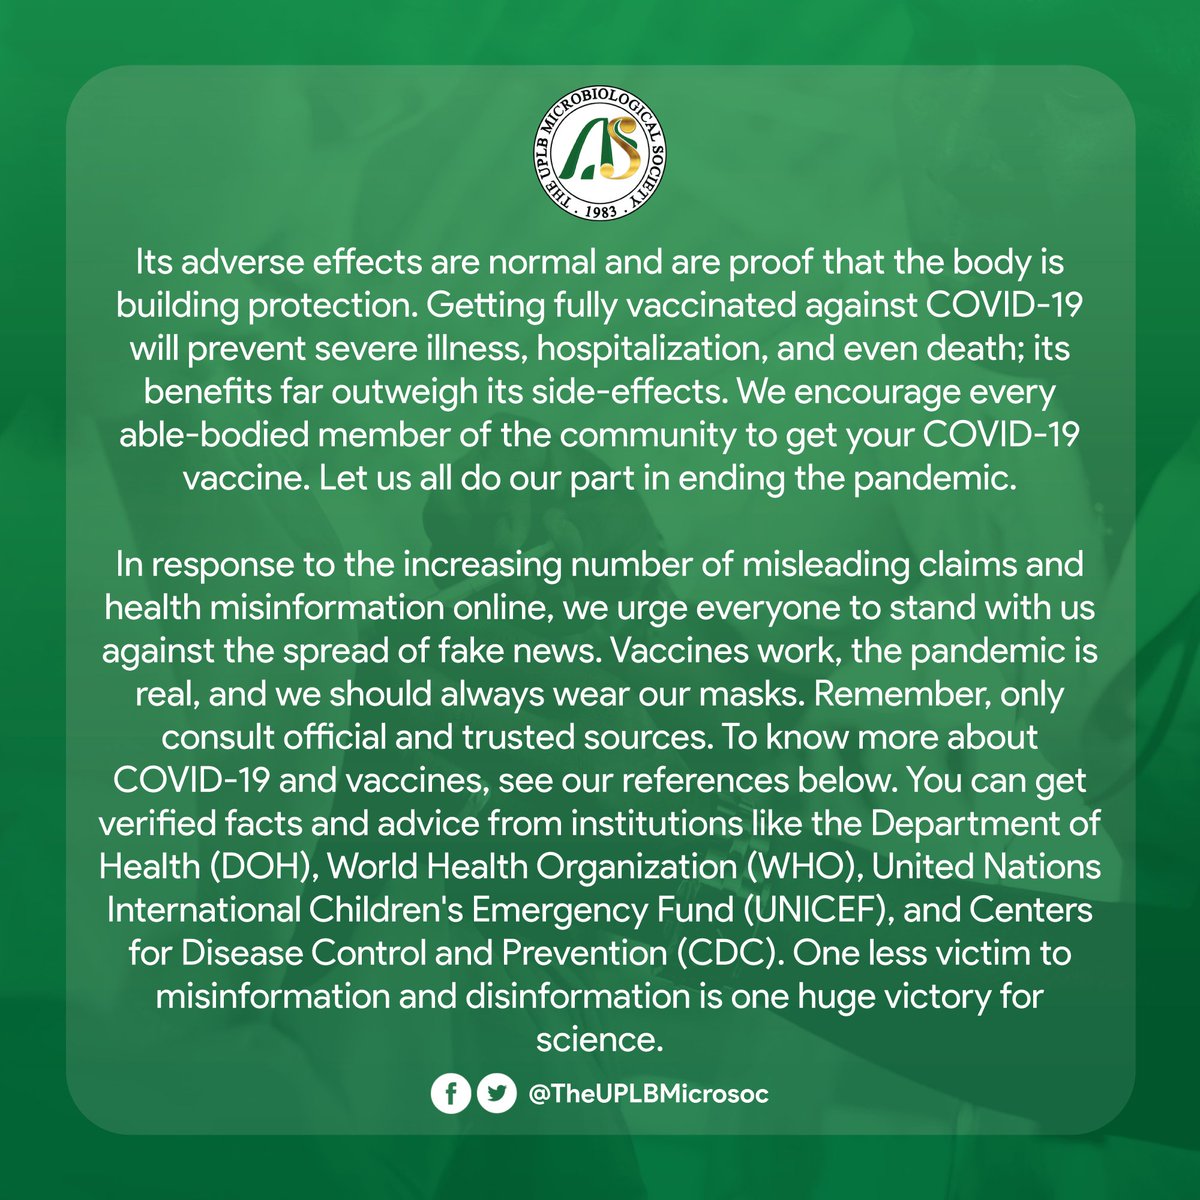 THE UPLB MICROBIOLOGICAL SOCIETY
· 1983 ·
Its adverse effects are normal and are proof that the body is
building protection. Getting fully vaccinated against COVID-19
will prevent severe illness, hospitalization, and even death; its
benefits far outweigh its side-effects. We encourage every
able-bodied member of the community to get your COVID-19
vaccine. Let us all do our part in ending the pandemic.
In response to the increasing number of misleading claims and
health misinformation online, we urge everyone to stand with us
against the spread of fake news. Vaccines work, the pandemic is
real, and we should always wear our masks. Remember, only
consult official and trusted sources. To know more about
COVID-19 and vaccines, see our references below. You can get
verified facts and advice from institutions like the Department of
Health (DOH), World Health Organization (WHO), United Nations
International Children's Emergency Fund (UNICEF), and Centers
for Disease Control and Prevention (CDC). One less victim to
misinformation and disinformation is one huge victory for
science.
@TheUPLBMicrosoc